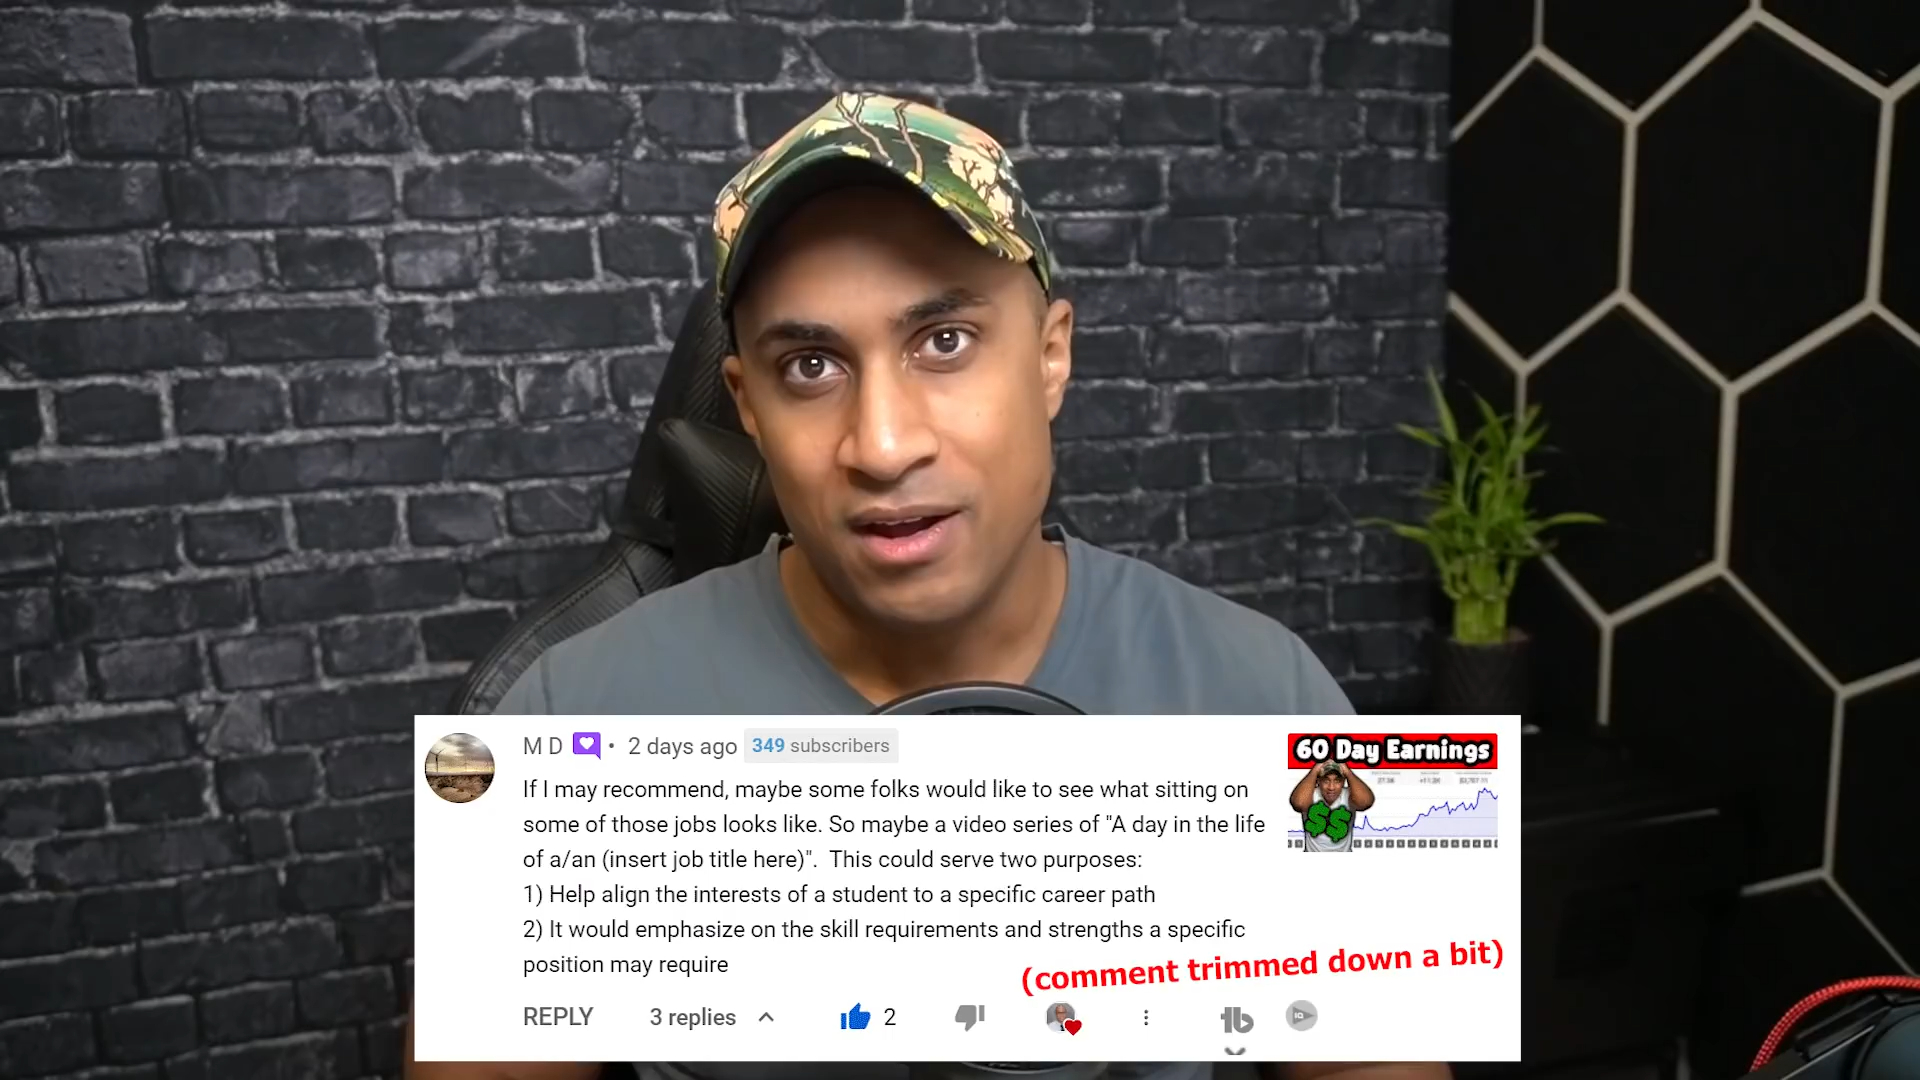 M D • 2 days ago 349 subscribers
If I may recommend, maybe some folks would like to see what sitting on
some of those jobs looks like. So maybe a video series of "A day in the life
of a/an (insert job title here)". This could serve two purposes:
1) Help align the interests of a student to a specific career path
2) It would emphasize on the skill requirements and strengths a specific
position may require
(comment trimmed down a bit)
REPLY 3 replies 2
60 Day Earnings
$$